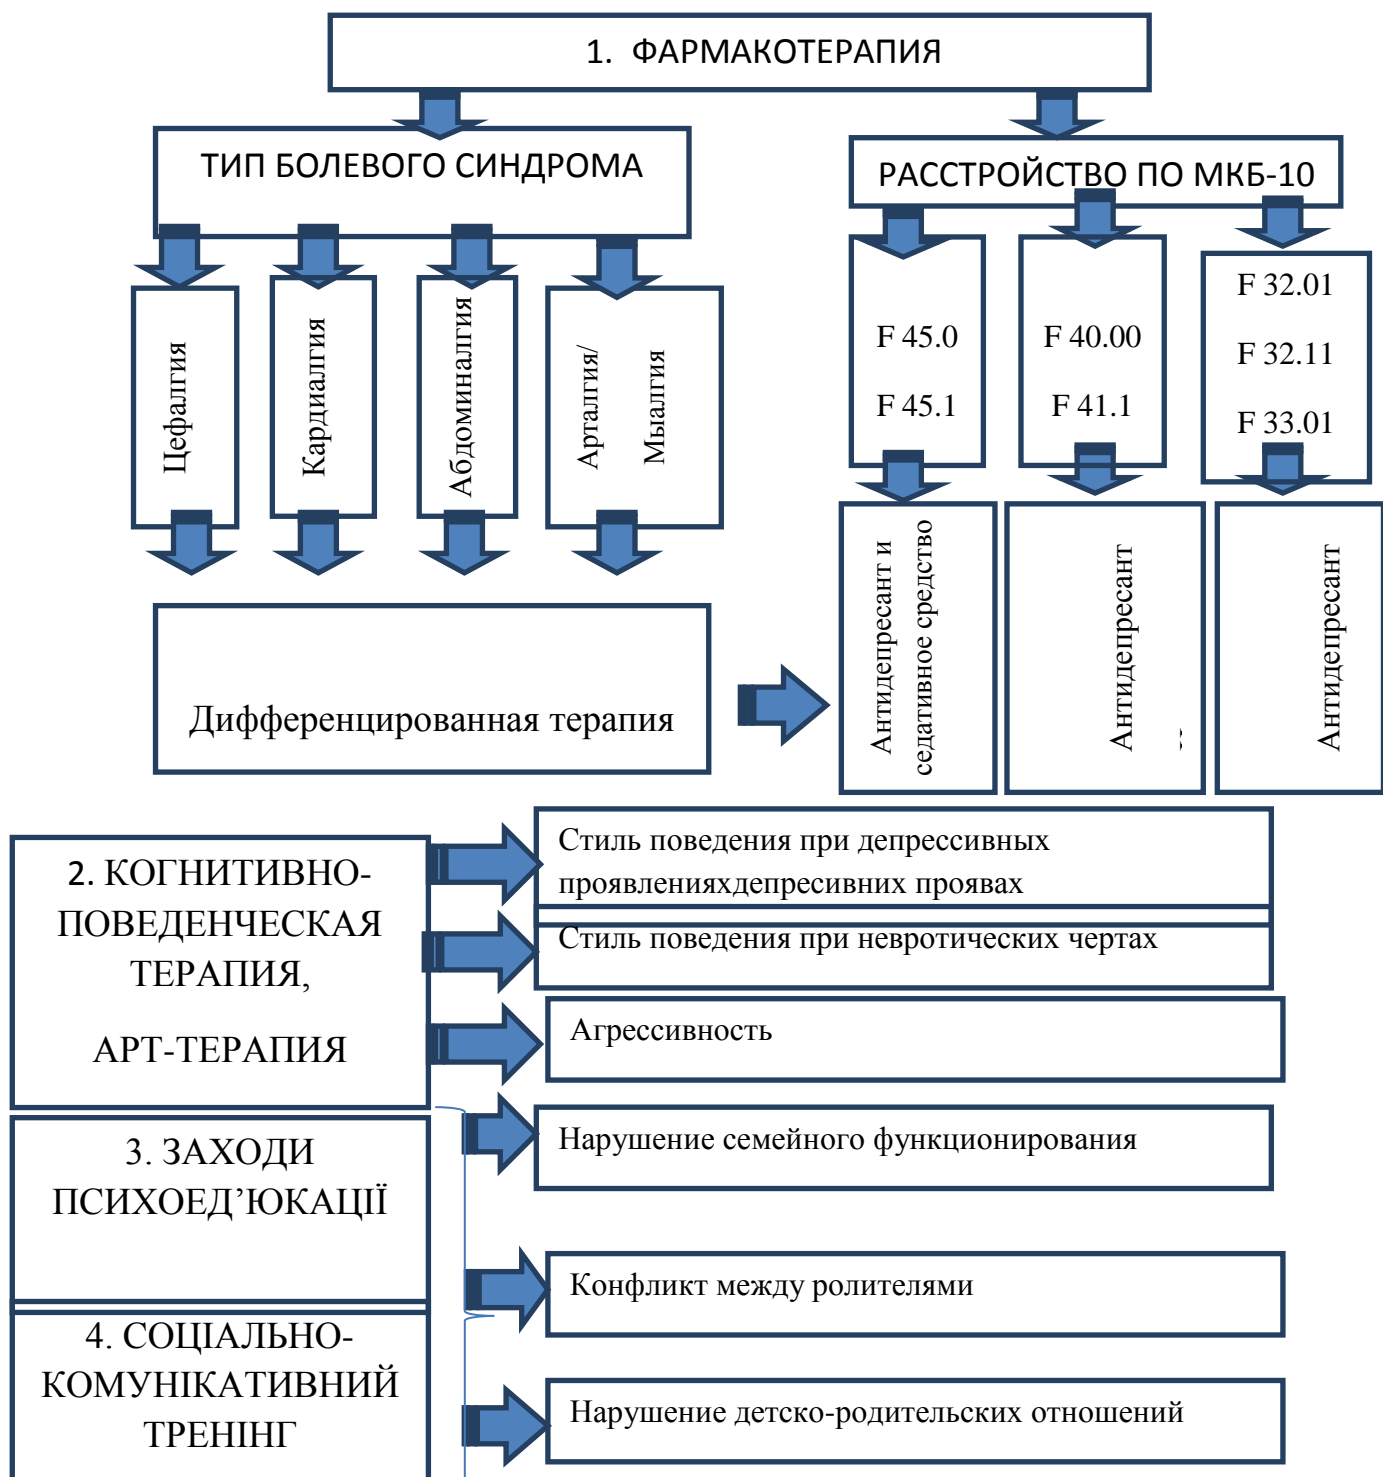 1. ФАРМАКОТЕРАПИЯ
ТИП БОЛЕВОГО СИНДРОМА
РАССТРОЙСТВО ПО МКБ-10
Цефалгия
Кардиалгия
Абдоминалгия
Арталгия/
Мыалгия
F 45.0
F 45.1
F 40.00
F 41.1
F 32.01
F 32.11
F 33.01
Дифференцированная терапия
Антидепресант и
седативное средство
Антидепресант
Антидепресант
2. КОГНИТИВНО-
ПОВЕДЕНЧЕСКАЯ
ТЕРАПИЯ,
АРТ-ТЕРАПИЯ
Стиль поведения при депрессивных
проявленияхдепресивних проявах
Стиль поведения при невротических чертах
Агрессивность
3. ЗАХОДИ
ПСИХОЕД’ЮКАЦІЇ
Нарушение семейного функционирования
Конфликт между ролителями
4. СОЦІАЛЬНО-
КОМУНІКАТИВНИЙ
ТРЕНІНГ
Нарушение детско-родительских отношений